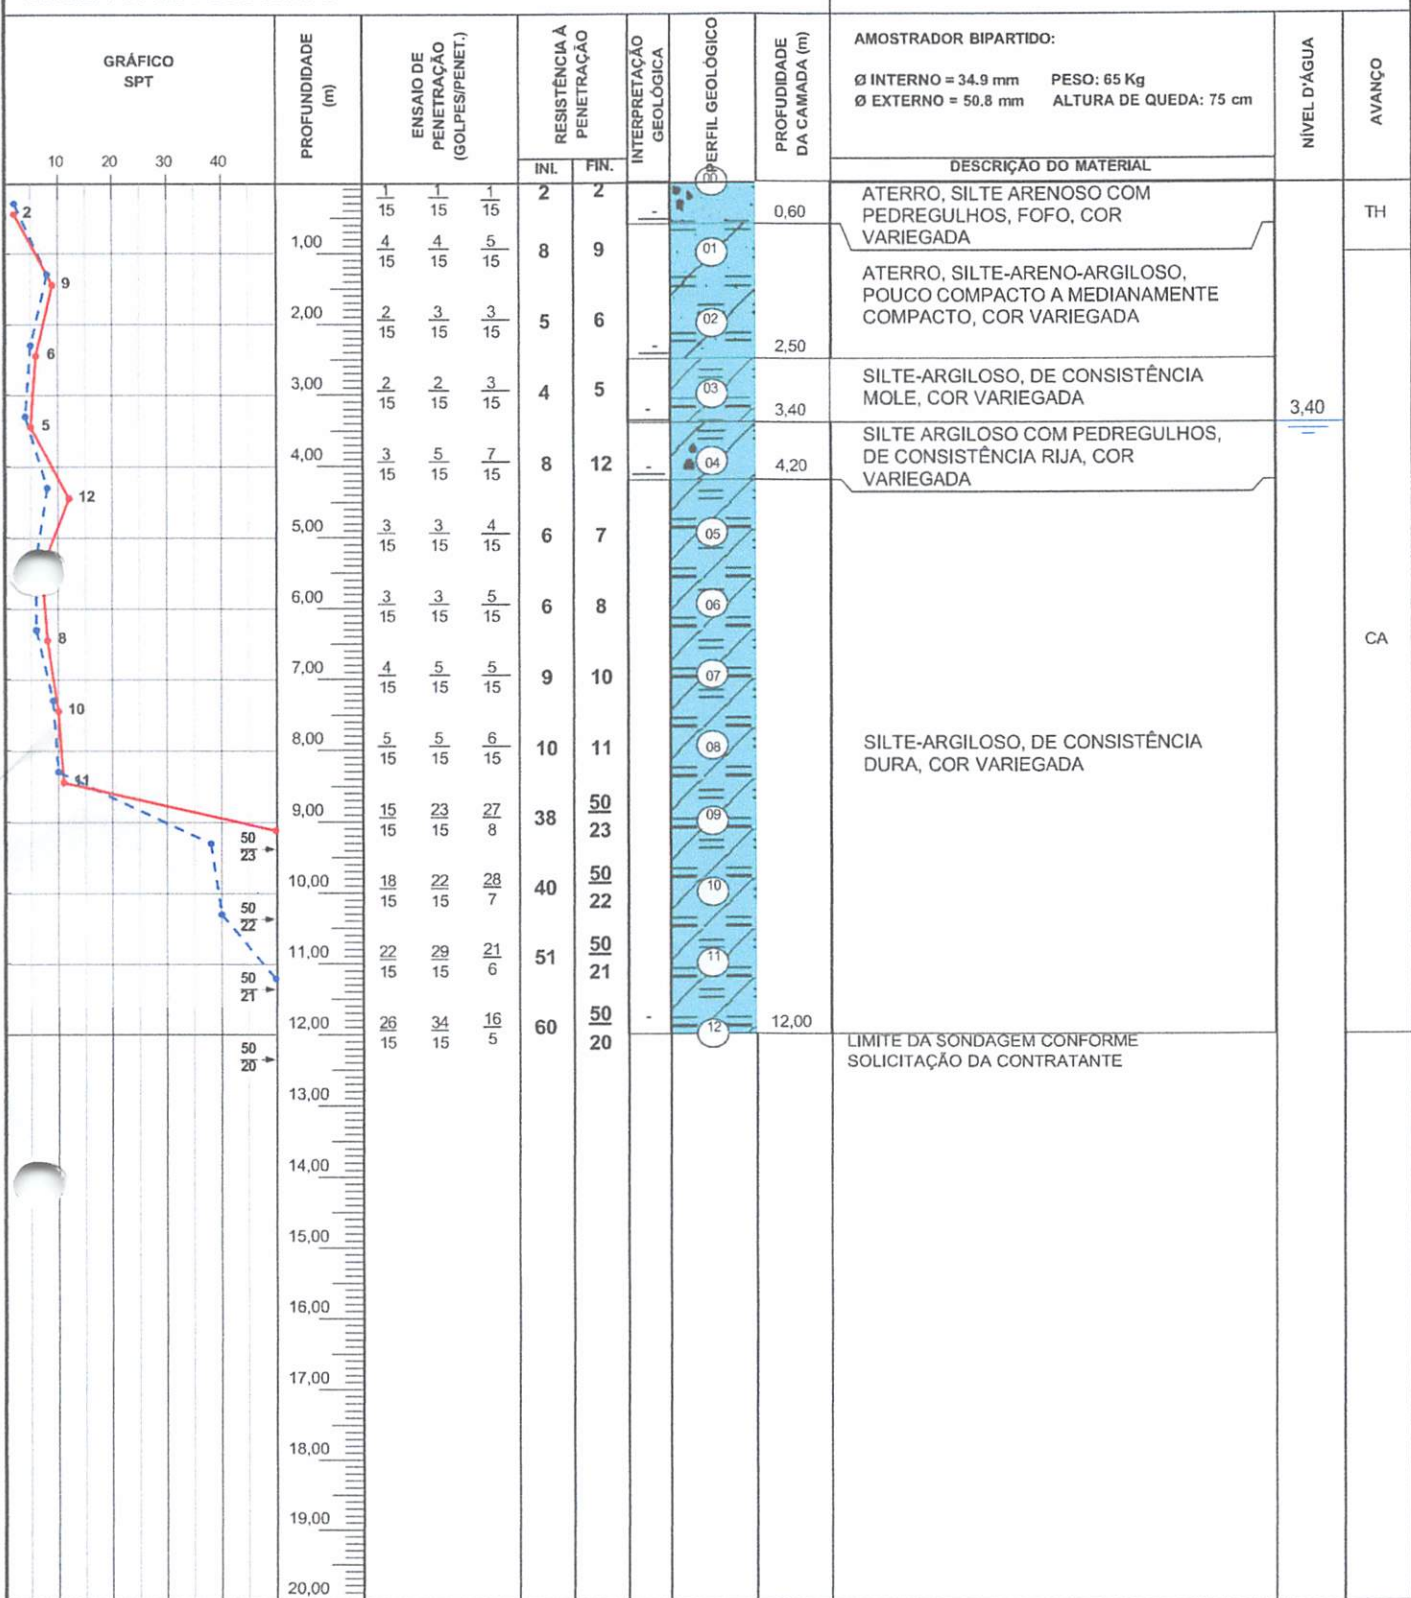 GRÁFICO
SPT
10 20 30 40
PROFUNDIDADE
(m)
ENSAIO DE
PENETRAÇÃO
(GOLPES/PENET.)
RESISTÊNCIA À
PENETRAÇÃO
INI. FIN.
INTERPRETAÇÃO
GEOLÓGICA
PERFIL GEOLÓGICO
PROFUDIDADE
DA CAMADA (m)
AMOSTRADOR BIPARTIDO:
Ø INTERNO = 34.9 mm PESO: 65 Kg
Ø EXTERNO = 50.8 mm ALTURA DE QUEDA: 75 cm
DESCRIÇÃO DO MATERIAL
NÍVEL D'ÁGUA
AVANÇO
2
1/15 1/15 1/15 2 2 - 00 0,60
ATERRO, SILTE ARENOSO COM
PEDREGULHOS, FOFO, COR
VARIEGADA
TH
1,00 4/15 4/15 5/15 8 9 01
9
ATERRO, SILTE-ARENO-ARGILOSO,
POUCO COMPACTO A MEDIANAMENTE
COMPACTO, COR VARIEGADA
2,00 2/15 3/15 3/15 5 6 02
6
- 2,50
3,00 2/15 2/15 3/15 4 5 03
SILTE-ARGILOSO, DE CONSISTÊNCIA
MOLE, COR VARIEGADA
5
- 3,40
3,40
4,00 3/15 5/15 7/15 8 12 - 04 4,20
SILTE ARGILOSO COM PEDREGULHOS,
DE CONSISTÊNCIA RIJA, COR
VARIEGADA
12
5,00 3/15 3/15 4/15 6 7 05
6,00 3/15 3/15 5/15 6 8 06
8
CA
7,00 4/15 5/15 5/15 9 10 07
10
8,00 5/15 5/15 6/15 10 11 08
SILTE-ARGILOSO, DE CONSISTÊNCIA
DURA, COR VARIEGADA
11
9,00 15/15 23/15 27/8 38 50/23 09
50/23
10,00 18/15 22/15 28/7 40 50/22 10
50/22
11,00 22/15 29/15 21/6 51 50/21 11
50/21
12,00 26/15 34/15 16/5 60 50/20 - 12 12,00
50/20
LIMITE DA SONDAGEM CONFORME
SOLICITAÇÃO DA CONTRATANTE
13,00
14,00
15,00
16,00
17,00
18,00
19,00
20,00